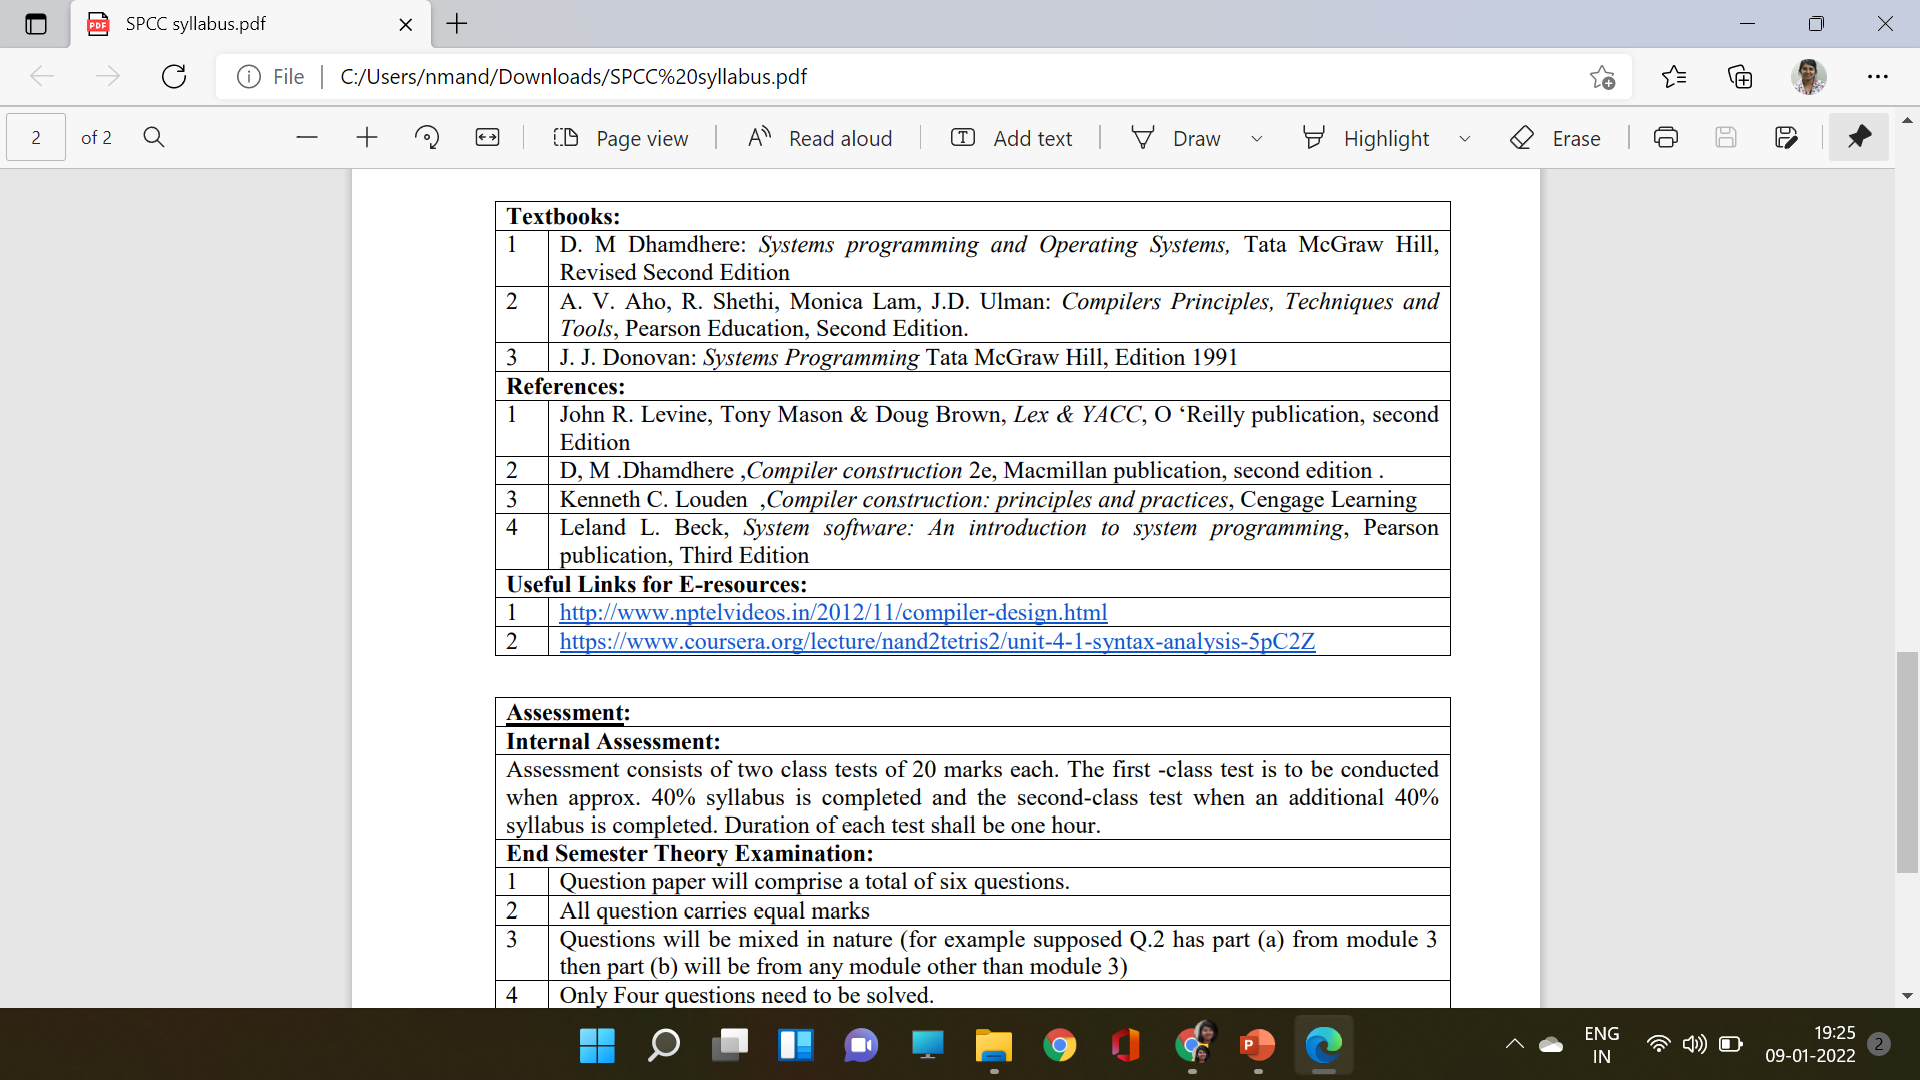 SPCC syllabus.pdf
File C:/Users/nmand/Downloads/SPCC%20syllabus.pdf
2 of 2 Page view Read aloud Add text Draw Highlight Erase
Textbooks:
1 D. M Dhamdhere: Systems programming and Operating Systems, Tata McGraw Hill,
Revised Second Edition
2 A. V. Aho, R. Shethi, Monica Lam, J.D. Ulman: Compilers Principles, Techniques and
Tools, Pearson Education, Second Edition.
3 J. J. Donovan: Systems Programming Tata McGraw Hill, Edition 1991
References:
1 John R. Levine, Tony Mason & Doug Brown, Lex & YACC, O ‘Reilly publication, second
Edition
2 D, M .Dhamdhere ,Compiler construction 2e, Macmillan publication, second edition .
3 Kenneth C. Louden ,Compiler construction: principles and practices, Cengage Learning
4 Leland L. Beck, System software: An introduction to system programming, Pearson
publication, Third Edition
Useful Links for E-resources:
1 http://www.nptelvideos.in/2012/11/compiler-design.html
2 https://www.coursera.org/lecture/nand2tetris2/unit-4-1-syntax-analysis-5pC2Z
Assessment:
Internal Assessment:
Assessment consists of two class tests of 20 marks each. The first -class test is to be conducted
when approx. 40% syllabus is completed and the second-class test when an additional 40%
syllabus is completed. Duration of each test shall be one hour.
End Semester Theory Examination:
1 Question paper will comprise a total of six questions.
2 All question carries equal marks
3 Questions will be mixed in nature (for example supposed Q.2 has part (a) from module 3
then part (b) will be from any module other than module 3)
4 Only Four questions need to be solved.
ENG 19:25
IN 09-01-2022 2